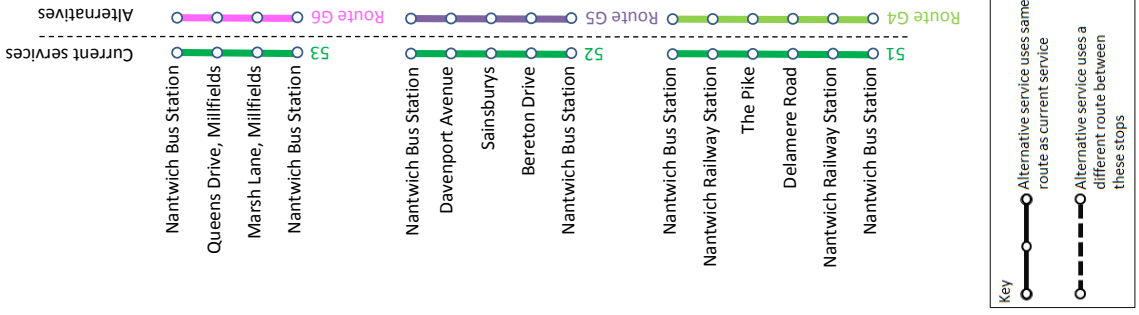 Alternatives
Route G6
Route G5
Route G4
Current services
53
52
51
Nantwich Bus Station
Queens Drive, Millfields
Marsh Lane, Millfields
Nantwich Bus Station
Nantwich Bus Station
Davenport Avenue
Sainsburys
Bereton Drive
Nantwich Bus Station
Nantwich Bus Station
Nantwich Railway Station
The Pike
Delamere Road
Nantwich Railway Station
Nantwich Bus Station
Key
Alternative service uses same
route as current service
Alternative service uses a
different route between
these stops